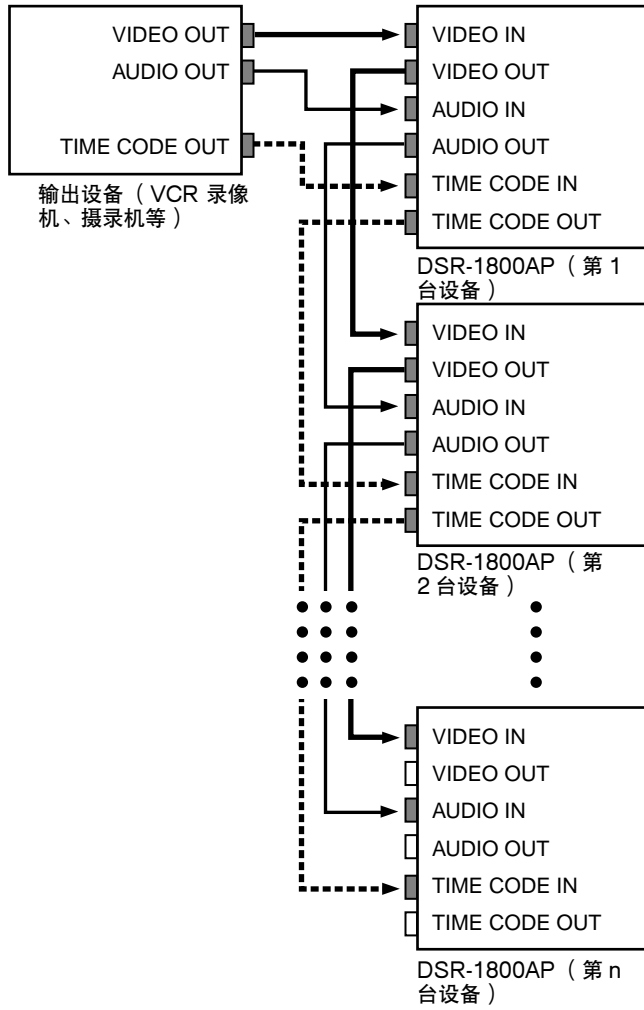 VIDEO OUT
AUDIO OUT
TIME CODE OUT
输出设备（VCR 录像
机、摄录机等）
VIDEO IN
VIDEO OUT
AUDIO IN
AUDIO OUT
TIME CODE IN
TIME CODE OUT
DSR-1800AP（第 1
台设备）
VIDEO IN
VIDEO OUT
AUDIO IN
AUDIO OUT
TIME CODE IN
TIME CODE OUT
DSR-1800AP（第
2 台设备）
VIDEO IN
VIDEO OUT
AUDIO IN
AUDIO OUT
TIME CODE IN
TIME CODE OUT
DSR-1800AP（第 n
台设备）